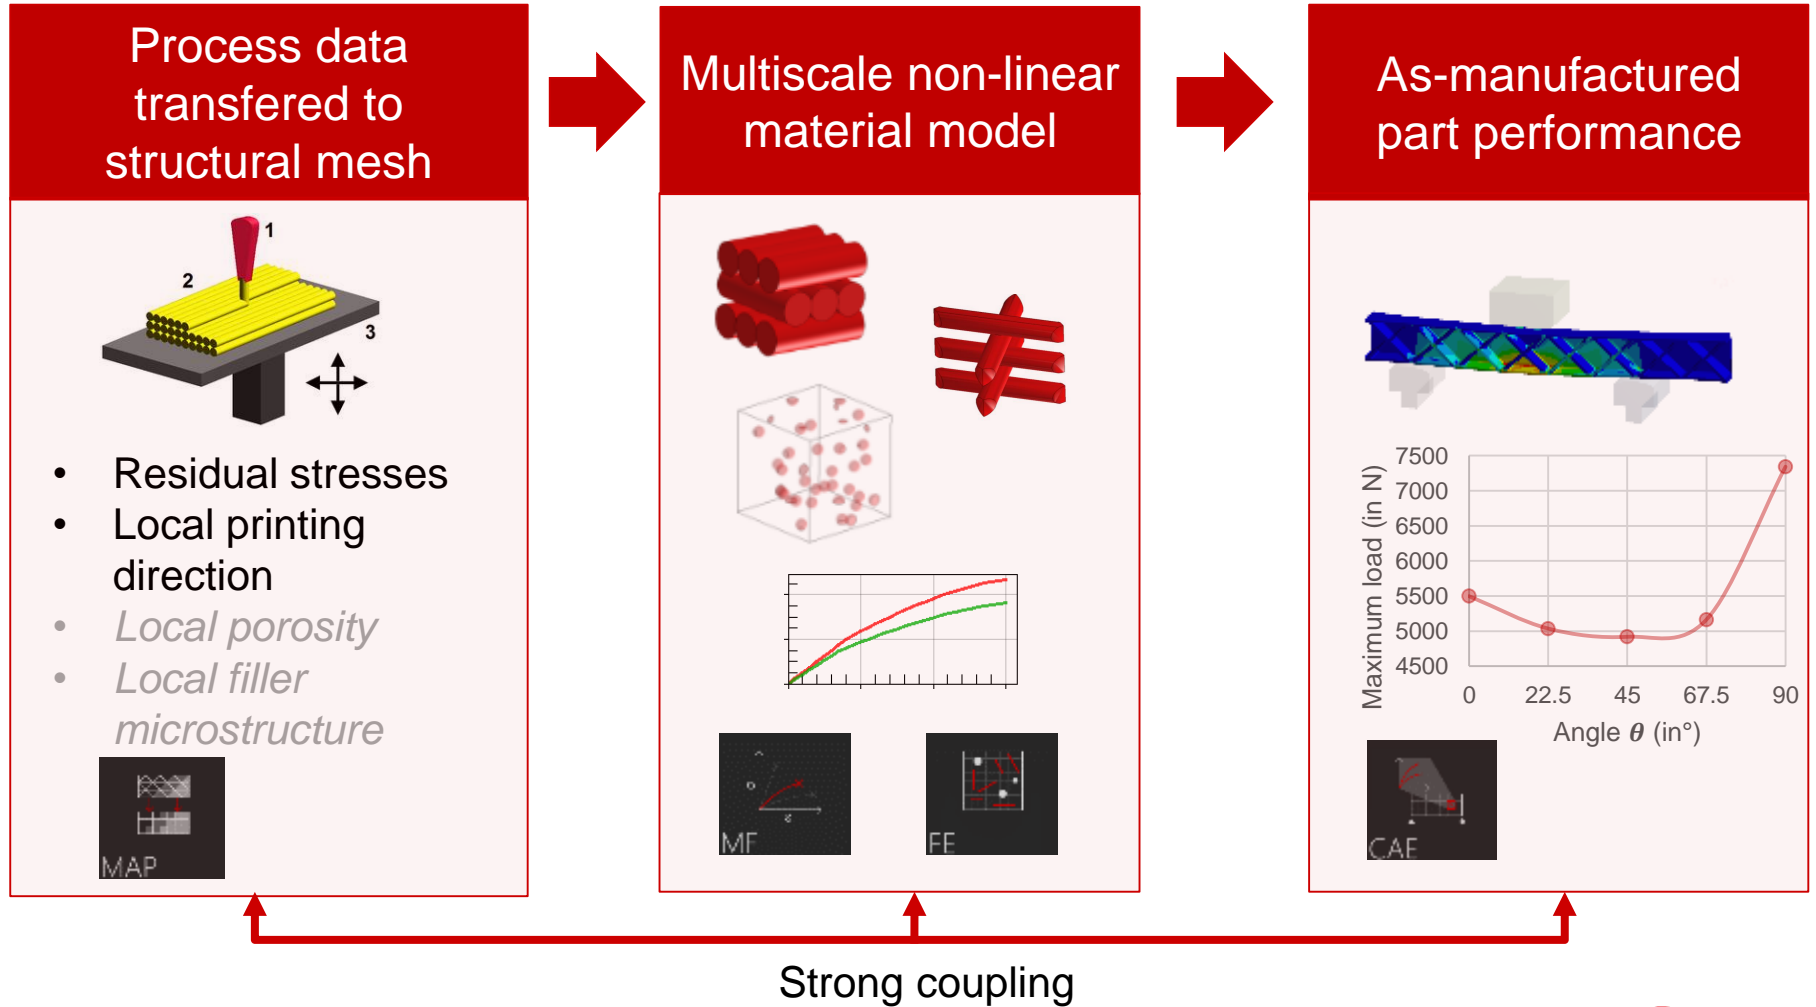 Process data
transfered to
structural mesh
Multiscale non-linear
material model
As-manufactured
part performance
1
2
3
• Residual stresses
• Local printing
direction
• Local porosity
• Local filler
microstructure
MAP
MF
FE
Maximum load (in N)
7500
7000
6500
6000
5500
5000
4500
0 22.5 45 67.5 90
Angle θ (in°)
CAE
Strong coupling